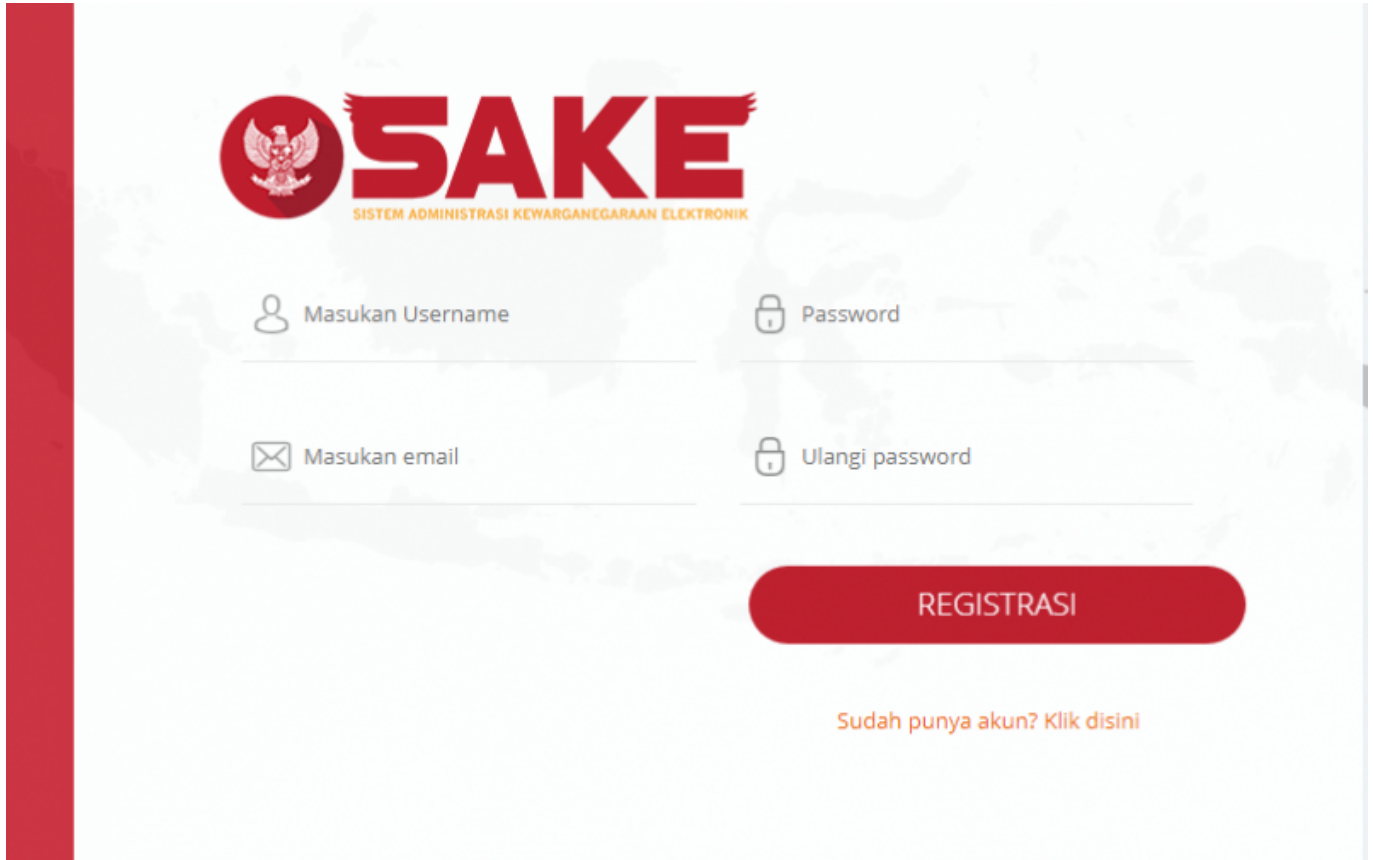 SAKE
SISTEM ADMINISTRASI KEWARGANEGARAAN ELEKTRONIK
Masukan Username
Password
Masukan email
Ulangi password
REGISTRASI
Sudah punya akun? Klik disini